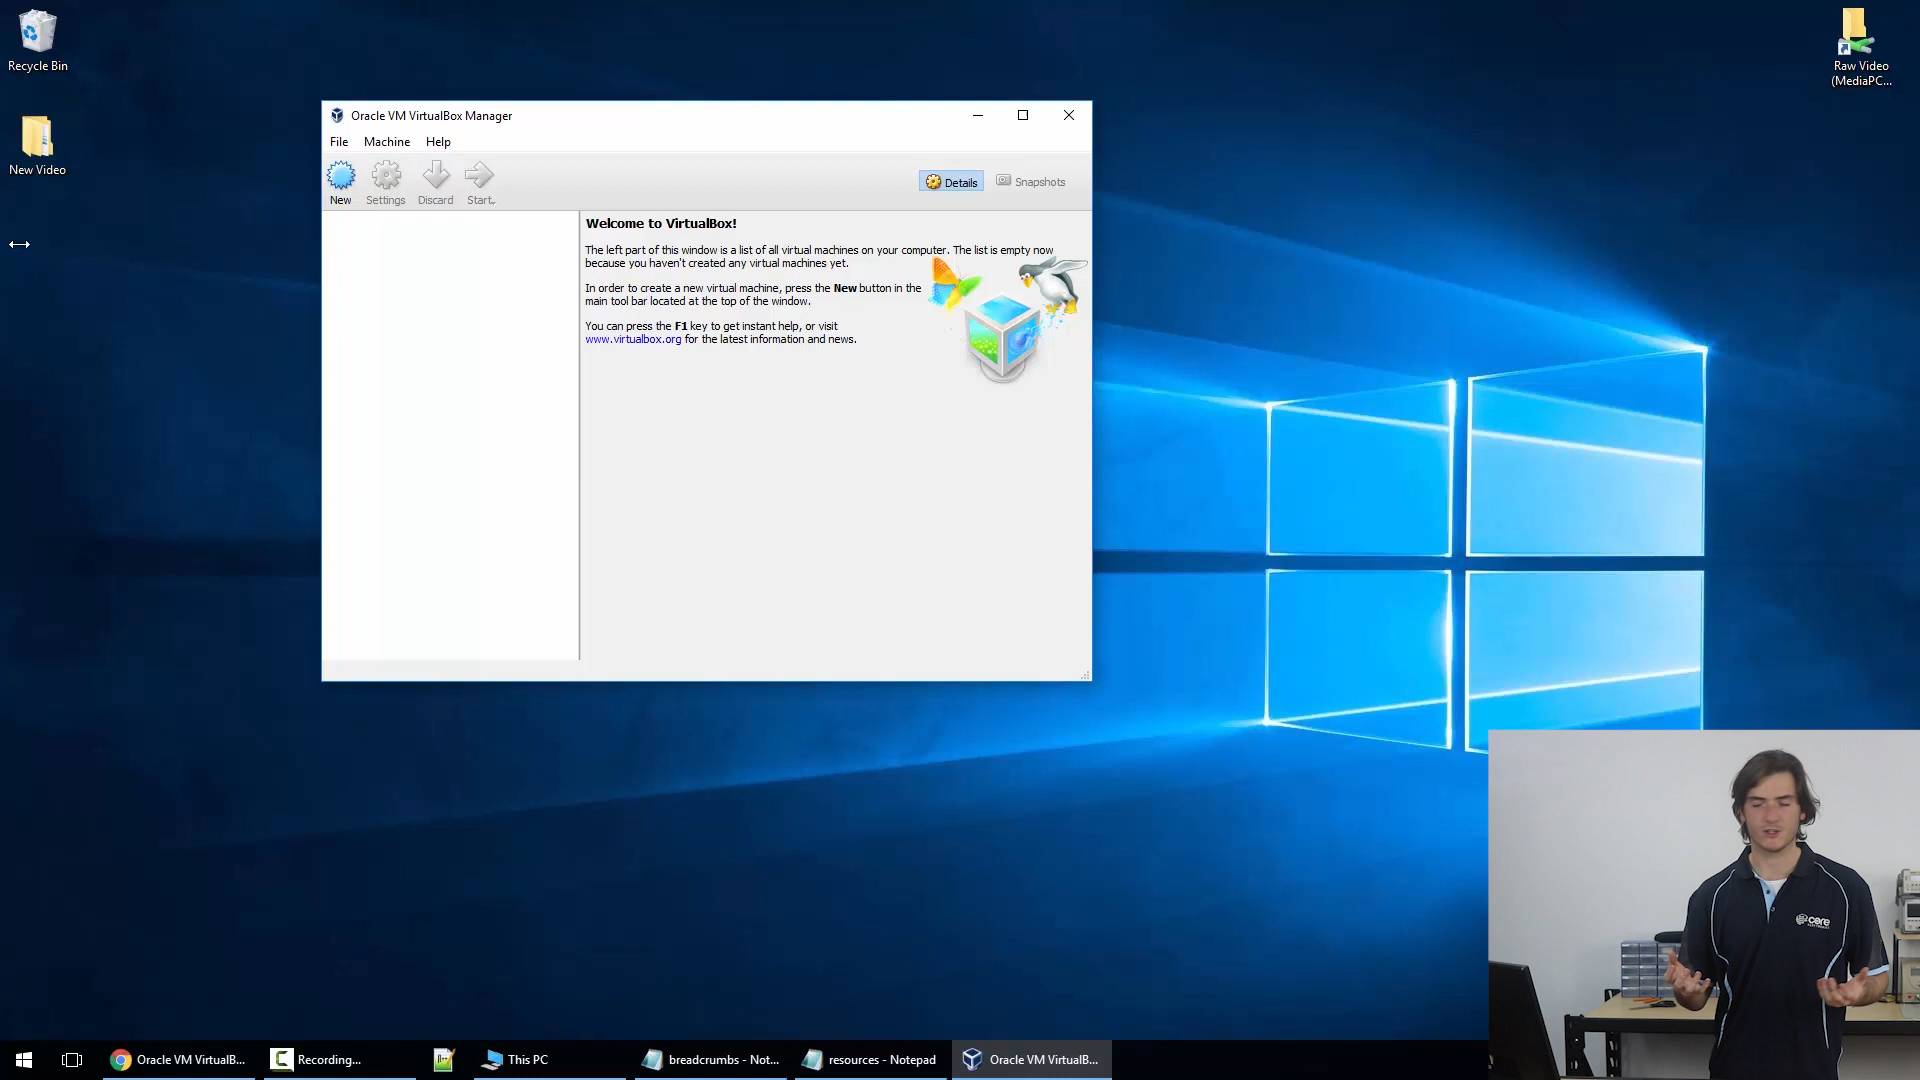 Recycle Bin
New Video
Raw Video
(MediaPC...
Oracle VM VirtualBox Manager
File Machine Help
New Settings Discard Start
Details Snapshots
Welcome to VirtualBox!
The left part of this window is a list of all virtual machines on your computer. The list is empty now
because you haven't created any virtual machines yet.
In order to create a new virtual machine, press the New button in the
main tool bar located at the top of the window.
You can press the F1 key to get instant help, or visit
www.virtualbox.org for the latest information and news.
core
Oracle VM VirtualB...
Recording...
This PC
breadcrumbs - Not...
resources - Notepad
Oracle VM VirtualB...